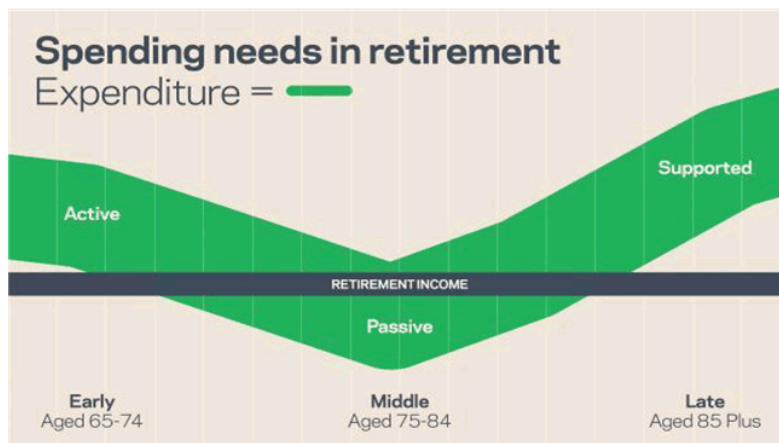 Spending needs in retirement
Expenditure =
Active
Supported
RETIREMENT INCOME
Passive
Early
Aged 65-74
Middle
Aged 75-84
Late
Aged 85 Plus